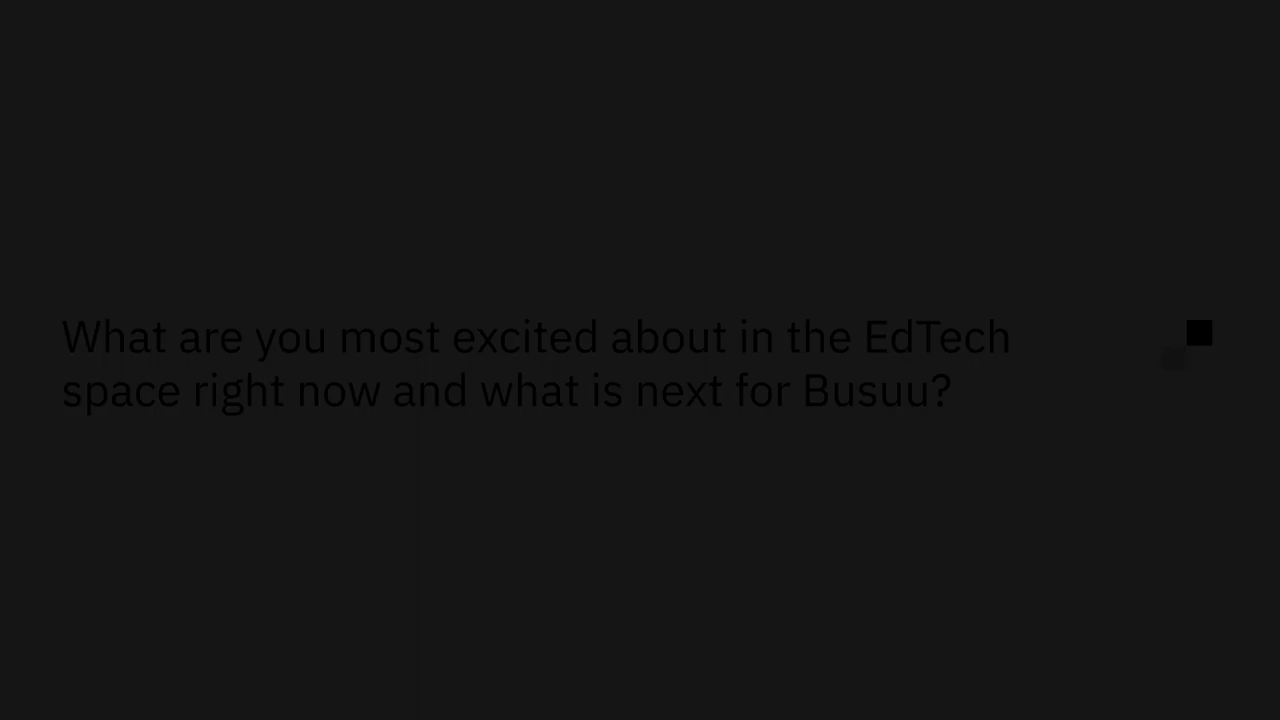 What are you most excited about in the EdTech
space right now and what is next for Busuu?